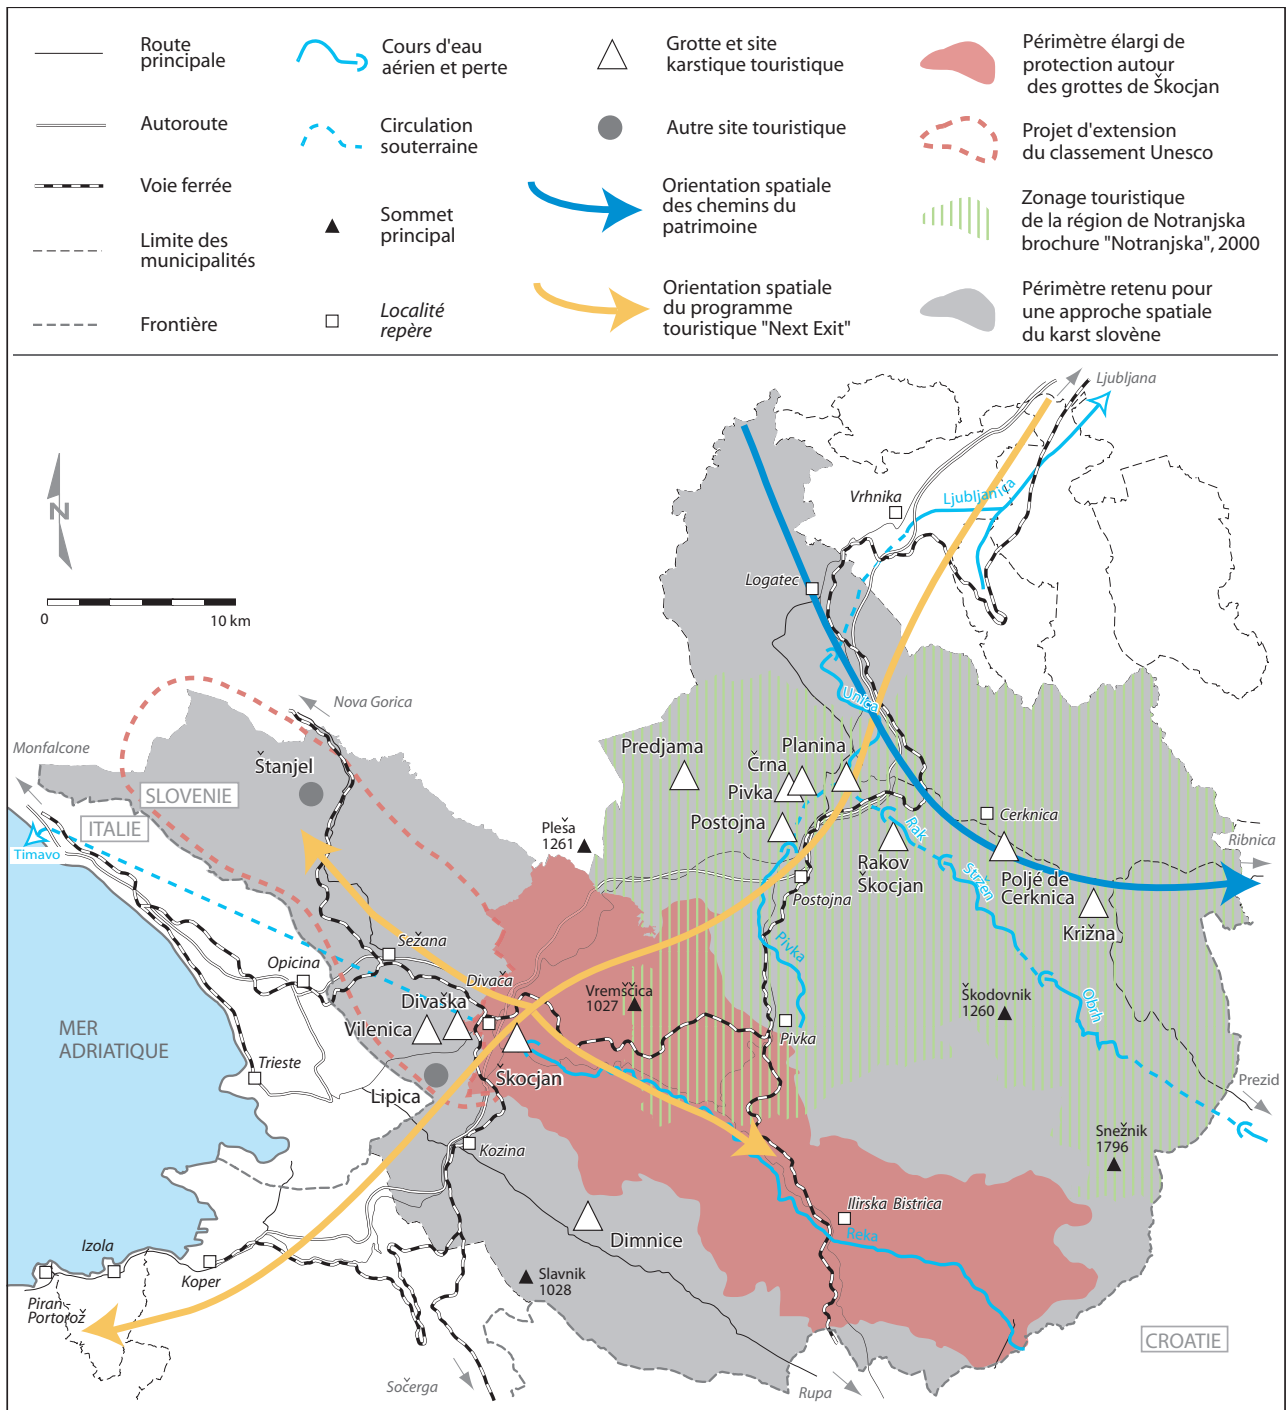 Route
principale
Autoroute
Voie ferrée
Limite des
municipalités
Frontière
Cours d'eau
aérien et perte
Circulation
souterraine
Sommet
principal
Localité
repère
Grotte et site
karstique touristique
Autre site touristique
Orientation spatiale
des chemins du
patrimoine
Orientation spatiale
du programme
touristique "Next Exit"
Périmètre élargi de
protection autour
des grottes de Škocjan
Projet d'extension
du classement Unesco
Zonage touristique
de la région de Notranjska
brochure "Notranjska", 2000
Périmètre retenu pour
une approche spatiale
du karst slovène
Ljubljana
N
Vrhnika
Ljubljanica
Logatec
0
10 km
Unica
Nova Gorica
Monfalcone
Štanjel
SLOVENIE
ITALIE
Timavo
Predjama
Planina
Črna
Pivka
Postojna
Plesa
1261
Rak
Cerknica
Ribnica
Rakov
Škocjan
Stržen
Poljé de
Cerknica
Postojna
Križna
Pivka
Sežana
Opicina
Divača
Divaška
Vilenica
Vremščica
1027
Škodovnik
1260
Obrh
MER
ADRIATIQUE
Trieste
Pivka
Škocjan
Lipica
Prezid
Kozina
Snežnik
1796
Ilirska Bistrica
Reka
Dimnice
Izola
Koper
Slavnik
1028
Piran-
Portorož
CROATIE
Sočerga
Rupa